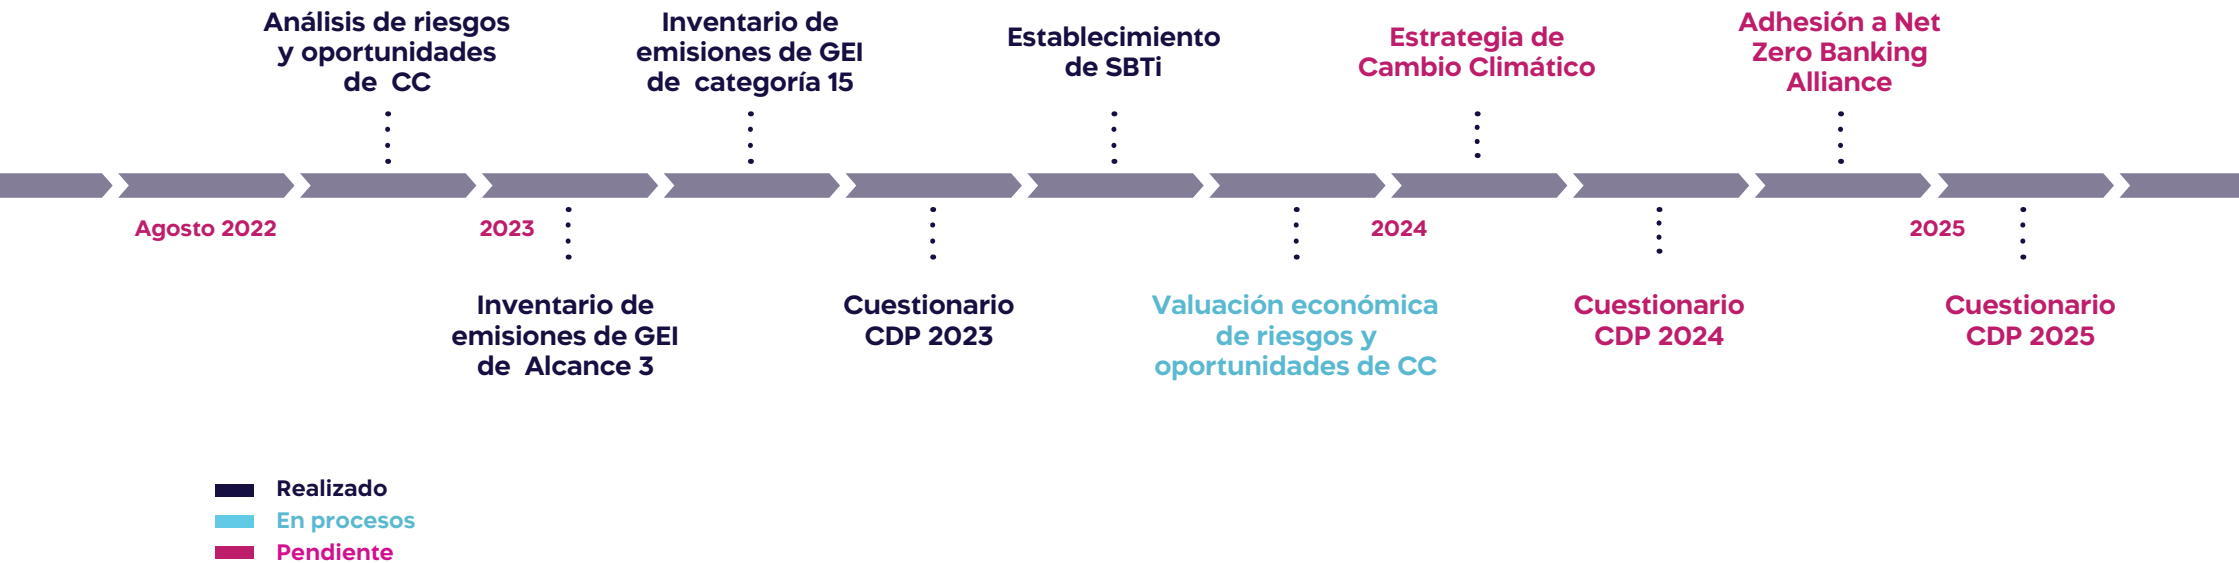 Análisis de riesgos
y oportunidades
de CC
Inventario de
emisiones de GEI
de categoría 15
Establecimiento
de SBTi
Estrategia de
Cambio Climático
Adhesión a Net
Zero Banking
Alliance
Agosto 2022
2023
2024
2025
Inventario de
emisiones de GEI
de Alcance 3
Cuestionario
CDP 2023
Valuación económica
de riesgos y
oportunidades de CC
Cuestionario
CDP 2024
Cuestionario
CDP 2025
Realizado
En procesos
Pendiente